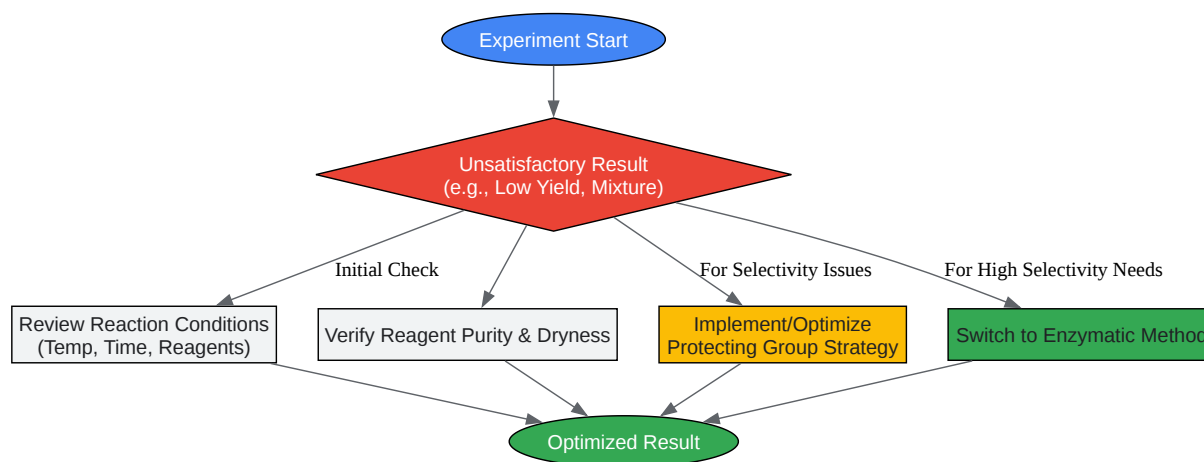 Experiment Start
Unsatisfactory Result
(e.g., Low Yield, Mixture)
Initial Check
For Selectivity Issues
For High Selectivity Needs
Review Reaction Conditions
(Temp, Time, Reagents)
Verify Reagent Purity & Dryness
Implement/Optimize
Protecting Group Strategy
Switch to Enzymatic Method
Optimized Result